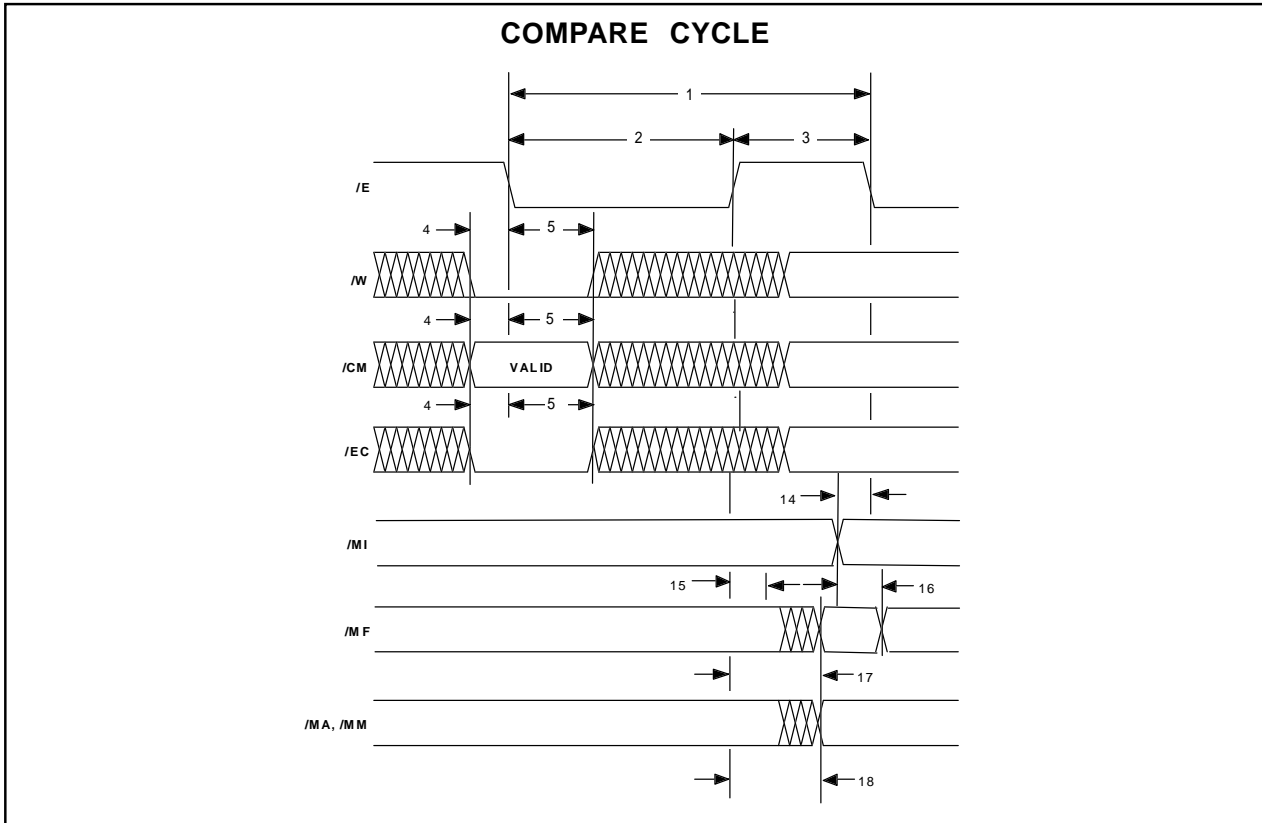 COMPARE CYCLE
1
2 3
/E
4 5
/W
4 5
/CM VALID
4 5
/EC
14
/MI
15 16
/MF
17
/MA, /MM
18